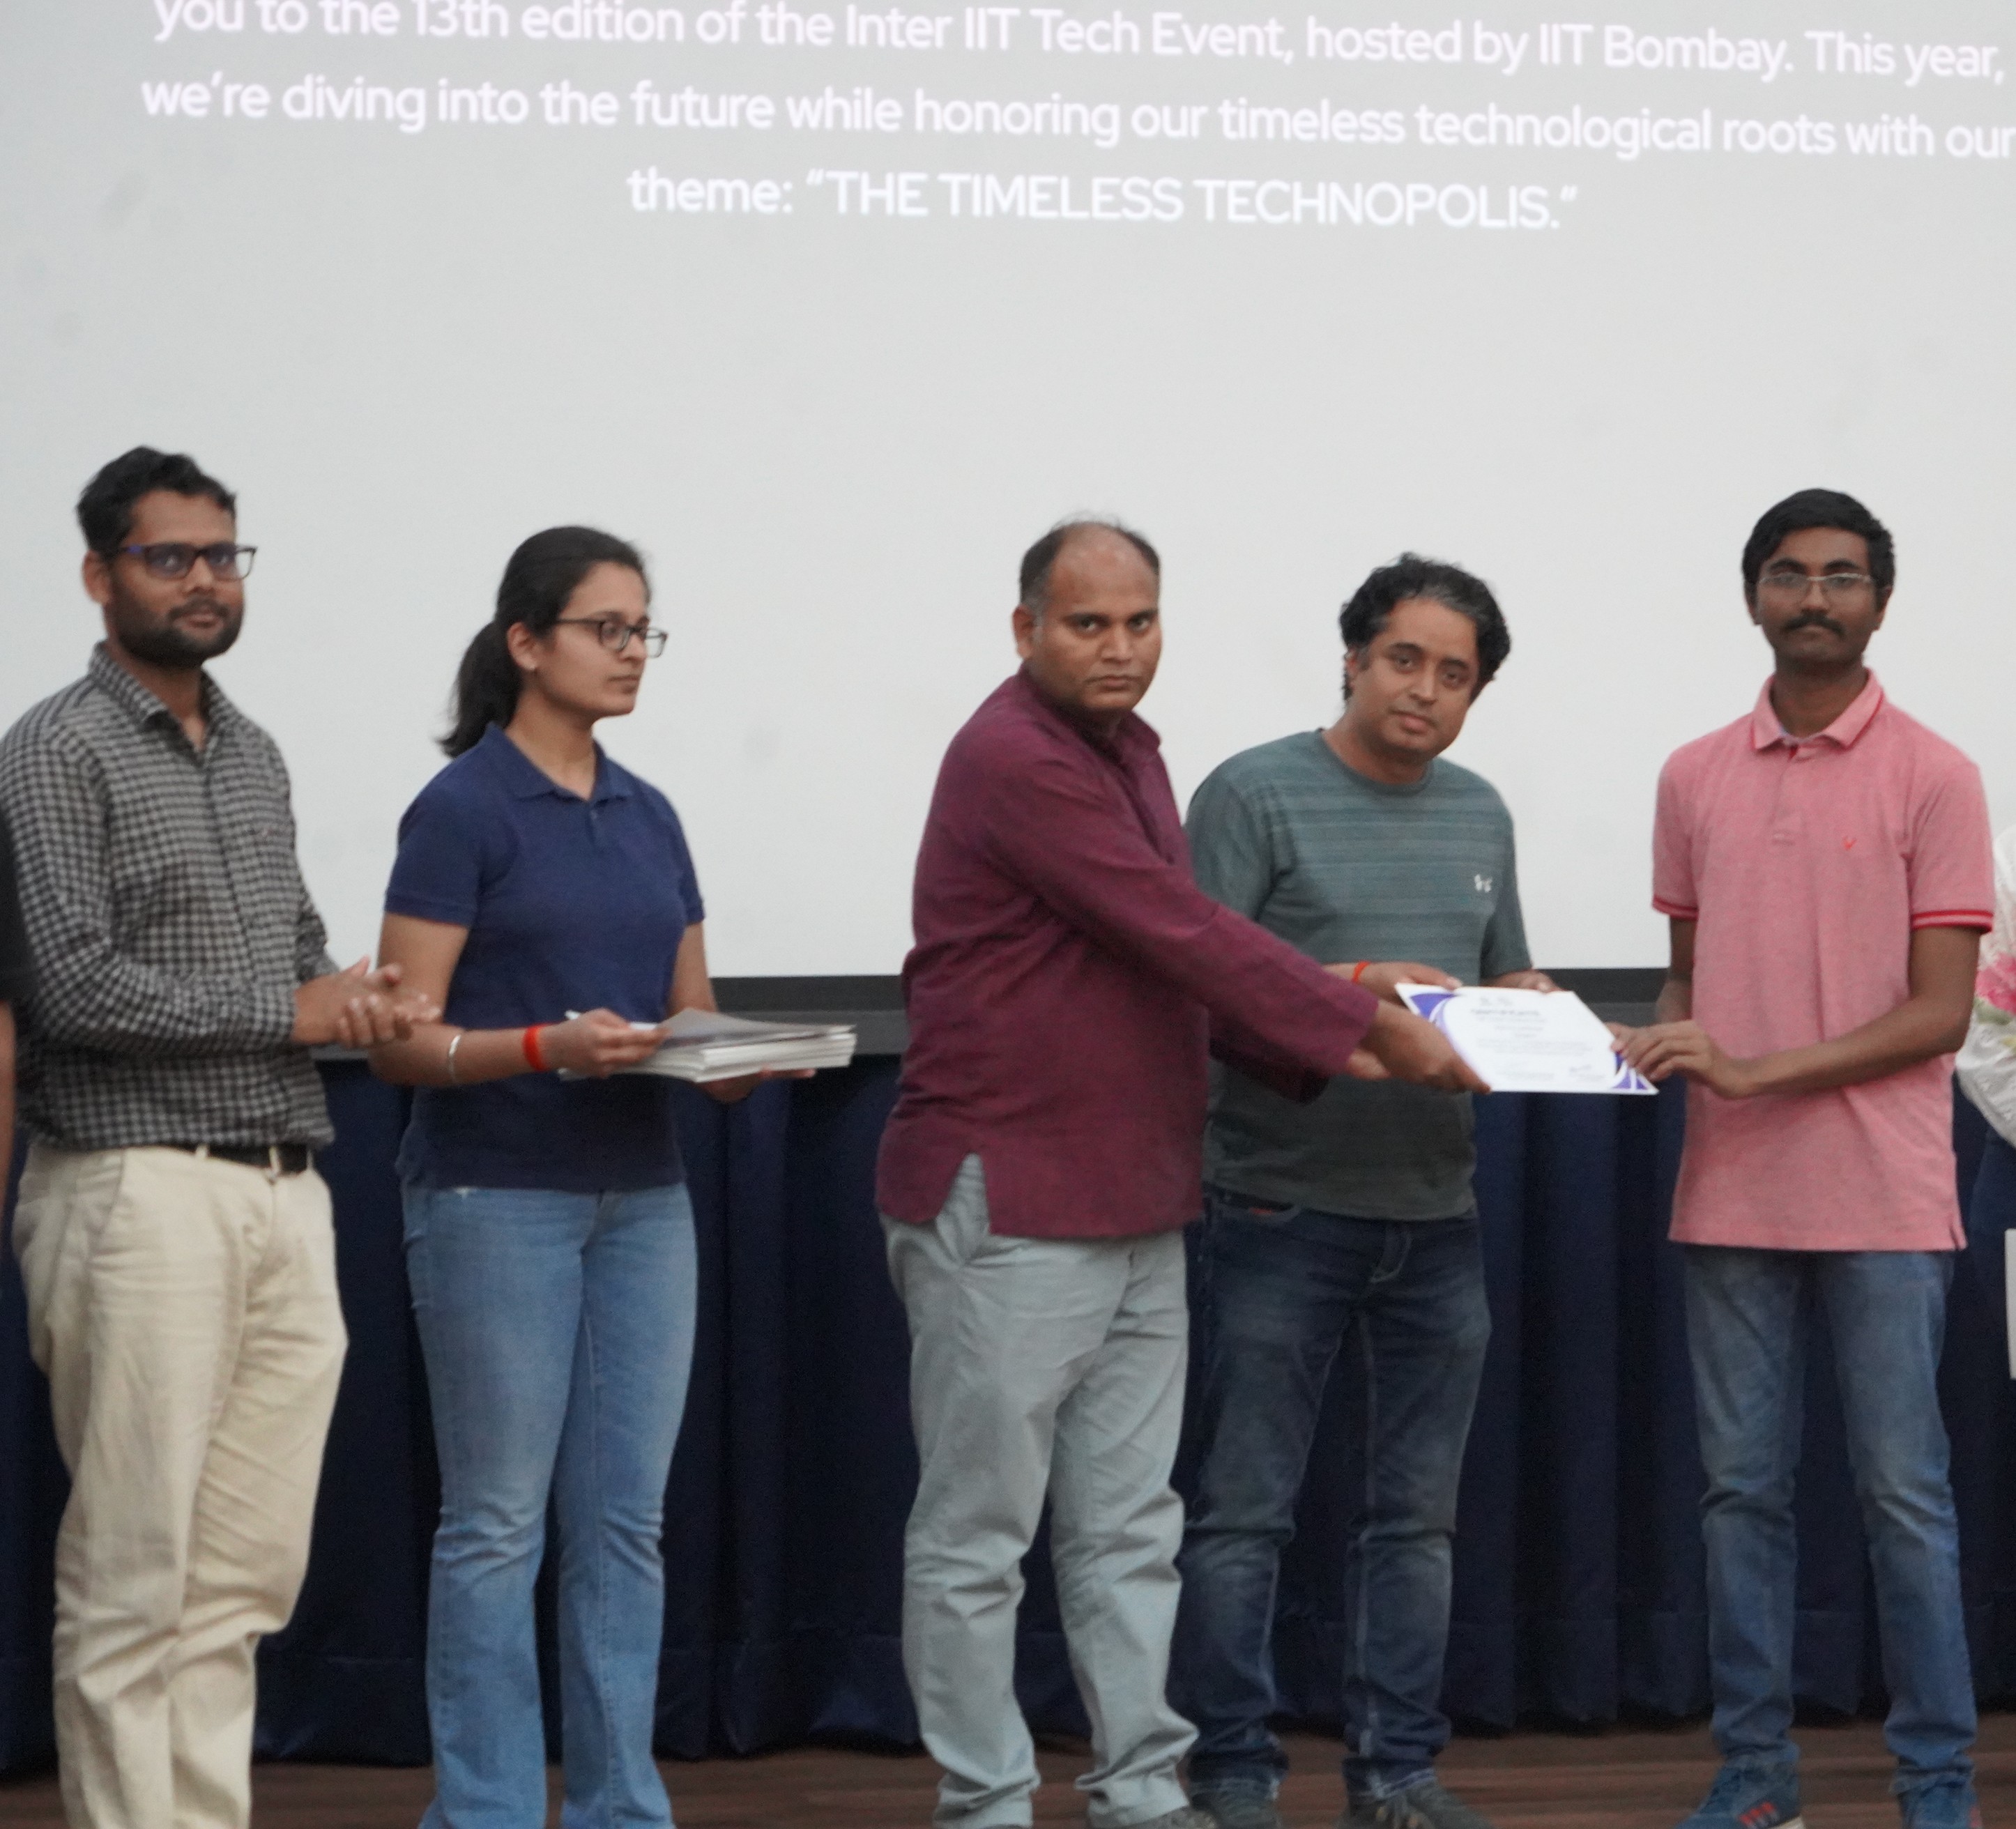 you to the 13th edition of the Inter IIT Tech Event, hosted by IIT Bombay. This year,
we're diving into the future while honoring our timeless technological roots with our
theme: “THE TIMELESS TECHNOPOLIS.“
CERTIFICATE